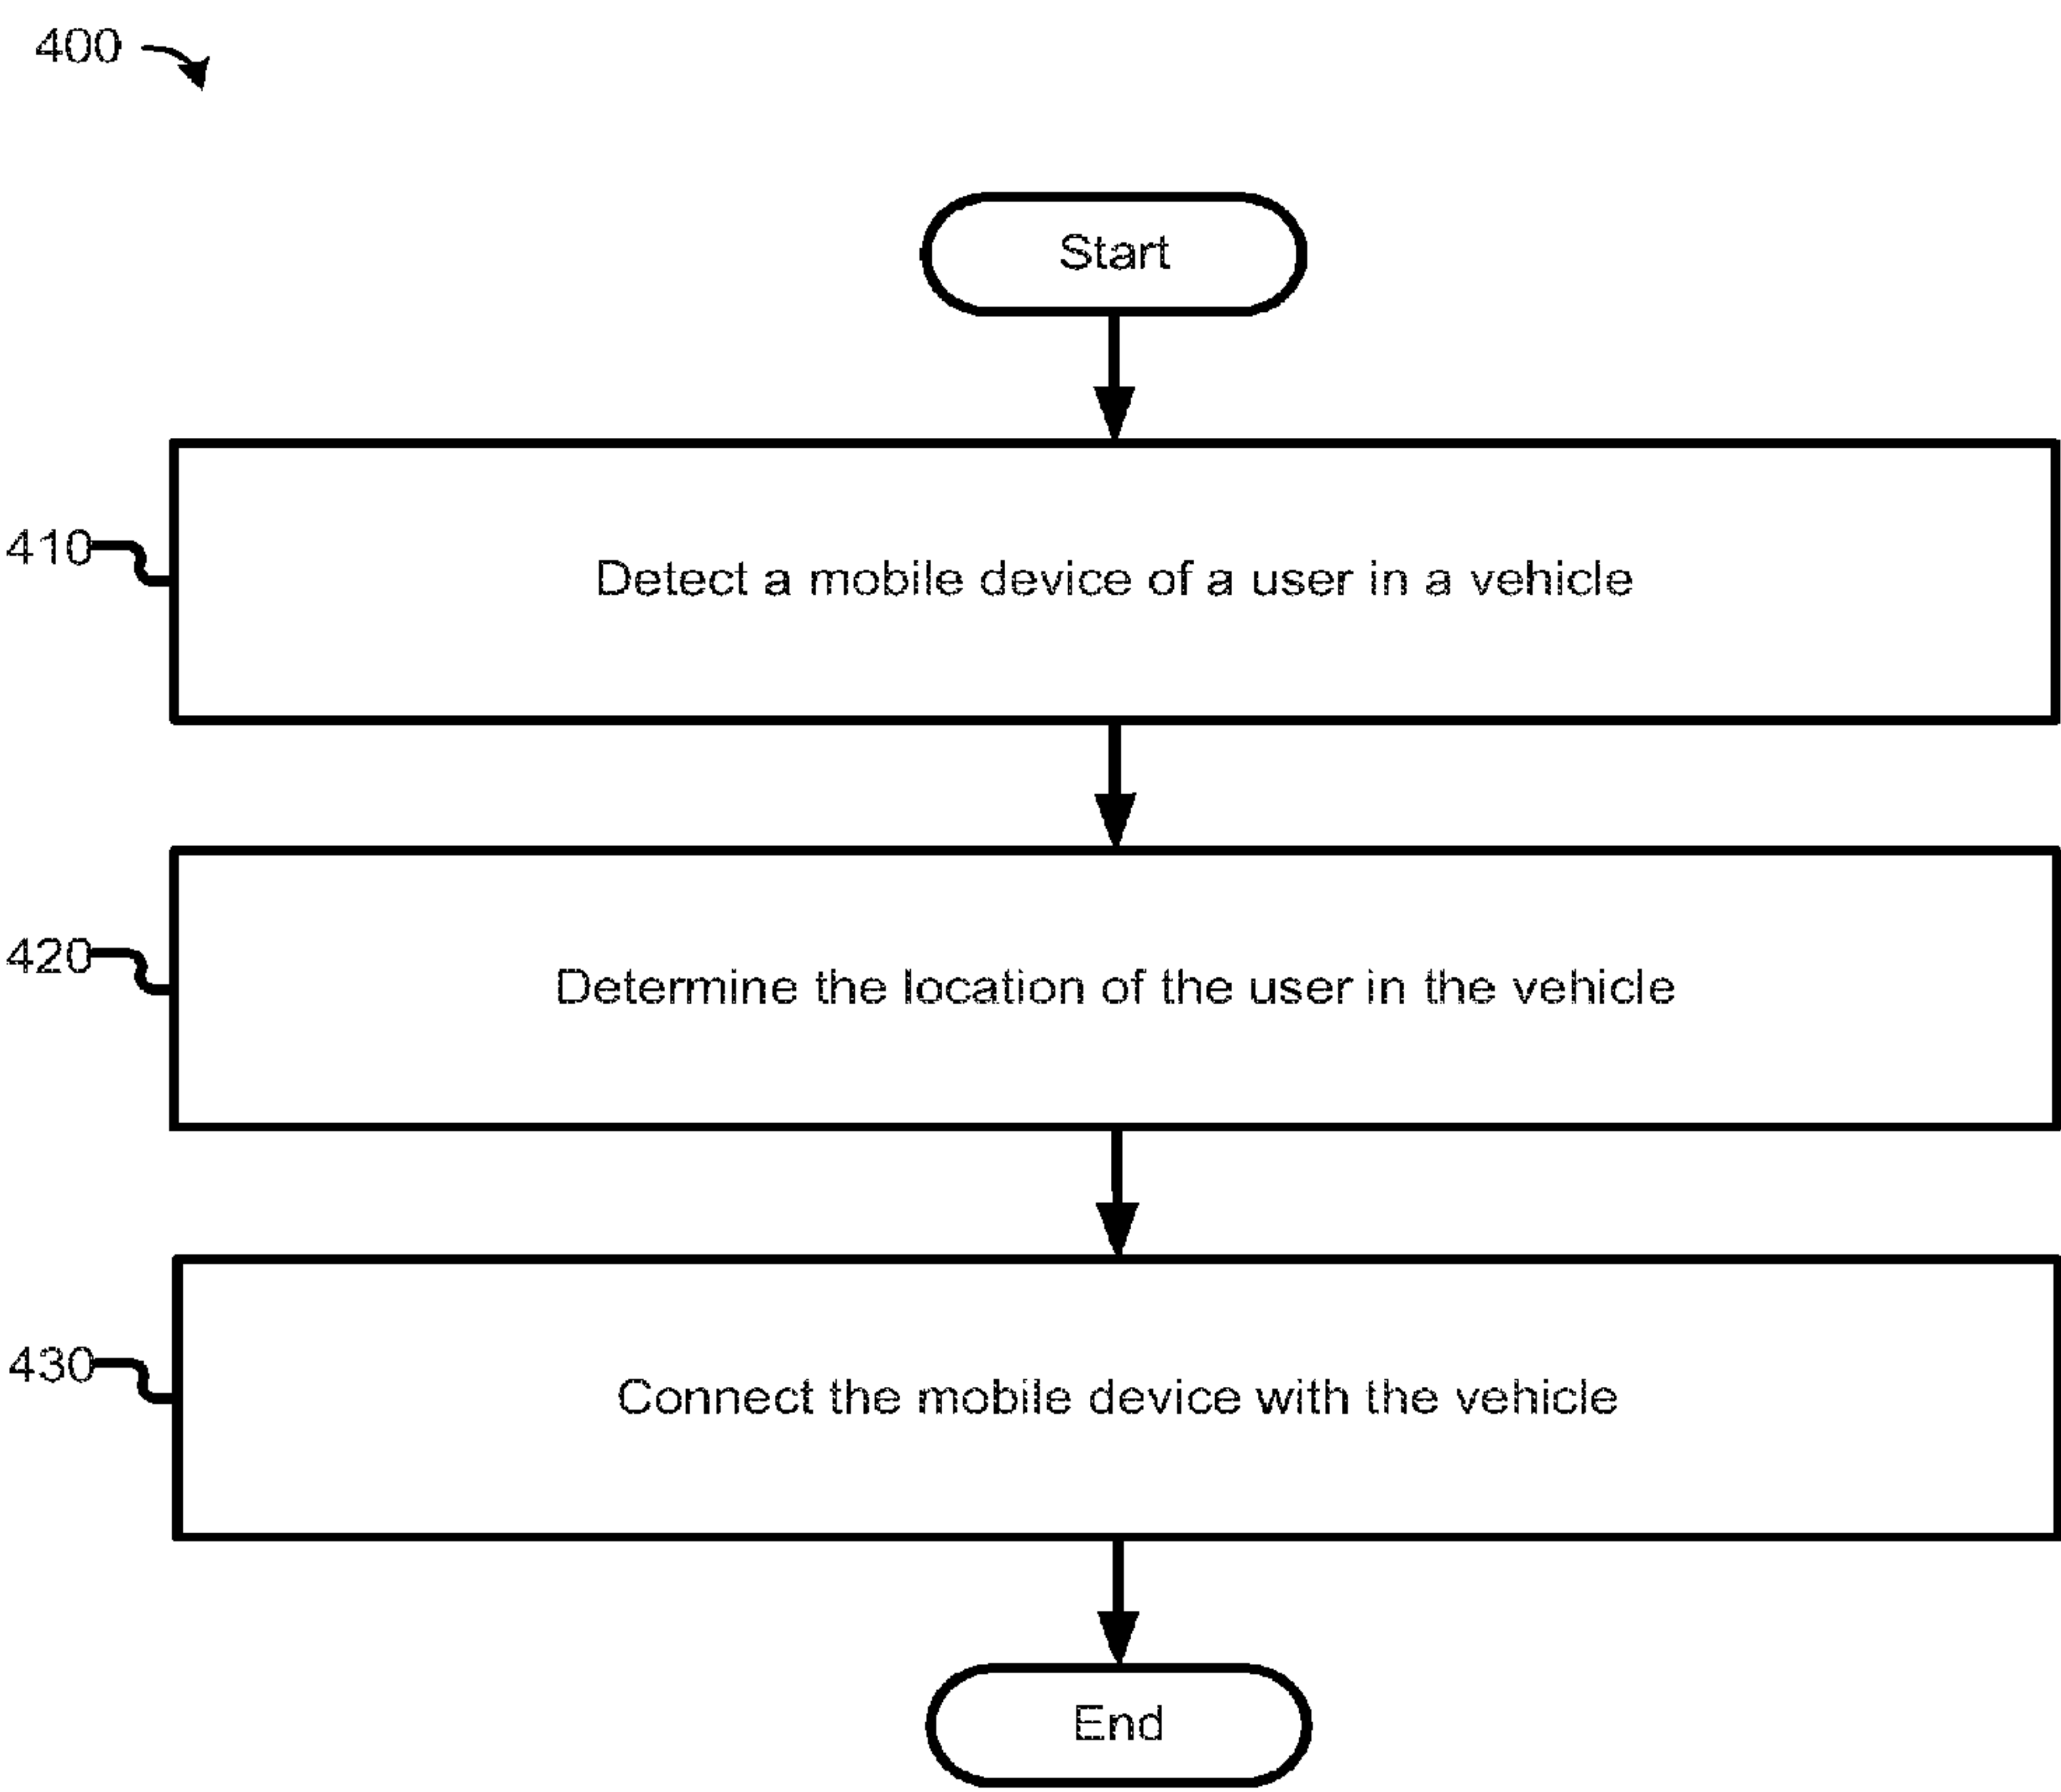 400
Start
410
Detect a mobile device of a user in a vehicle
420
Determine the location of the user in the vehicle
430
Connect the mobile device with the vehicle
End